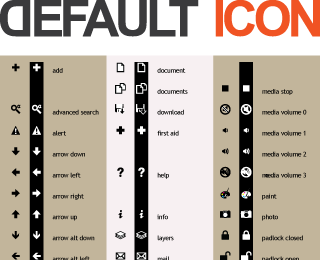 DEFAULT ICON
add
advanced search
alert
arrow down
arrow left
arrow right
arrow up
arrow alt down
arrow alt left
document
documents
download
first aid
help
info
layers
mail
media stop
media volume 0
media volume 1
media volume 2
media volume 3
paint
photo
padlock closed
padlock open